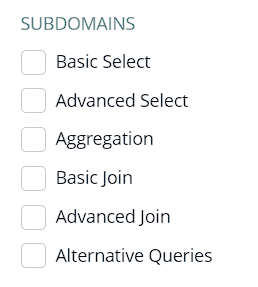 SUBDOMAINS
Basic Select
Advanced Select
Aggregation
Basic Join
Advanced Join
Alternative Queries